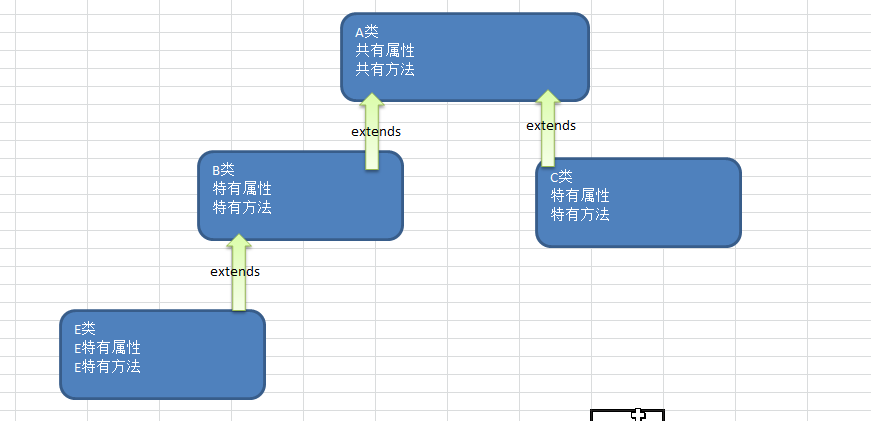 A类
共有属性
共有方法
extends
extends
B类
特有属性
特有方法
C类
特有属性
特有方法
extends
E类
E特有属性
E特有方法